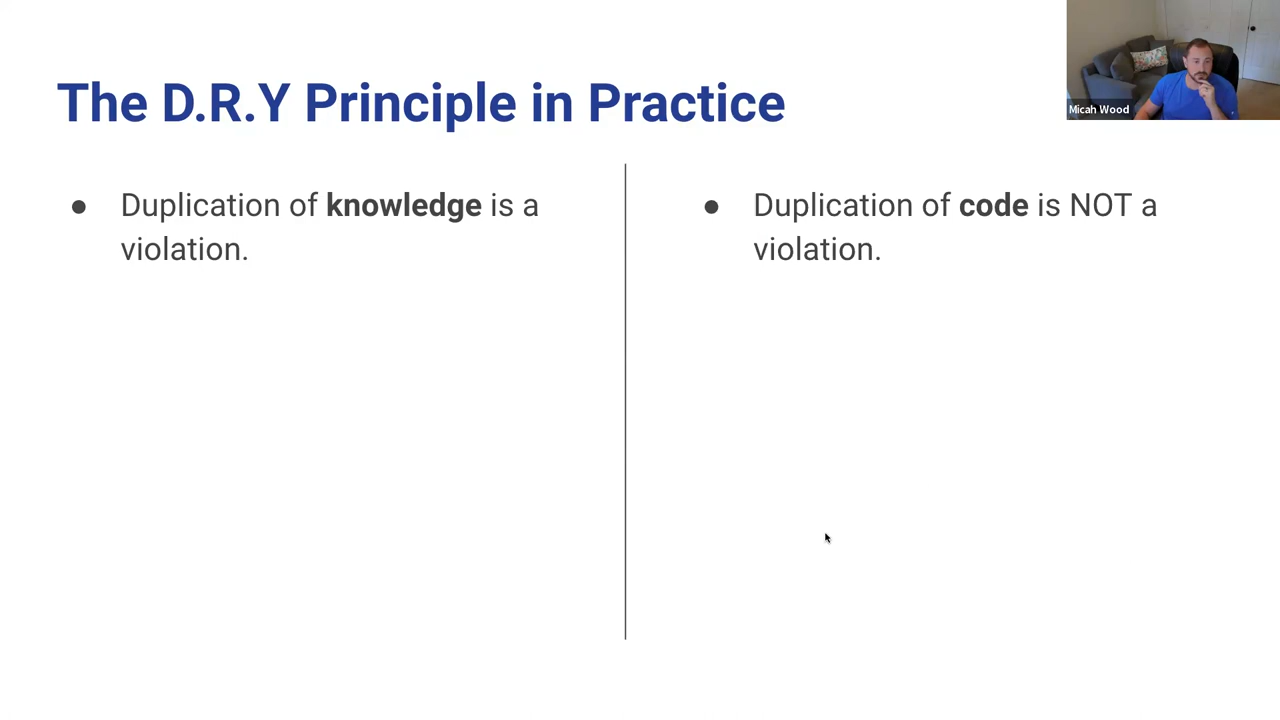 The D.R.Y Principle in Practice
Micah Wood
● Duplication of knowledge is a
violation.
● Duplication of code is NOT a
violation.